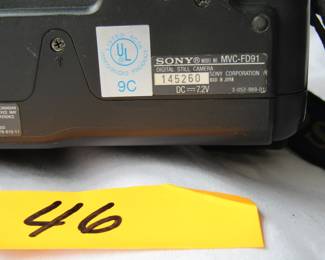 UL
9C
SONY® MODEL NO. MVC-FD91
DIGITAL STILL CAMERA
SONY CORPORATION
145260
MADE IN JAPAN
DC⎓7.2V
46